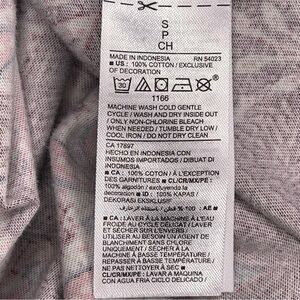 S
P
CH
MADE IN INDONESIA RN 54023
■ US : 100% COTTON / EXCLUSIVE
OF DECORATION
30
1166
MACHINE WASH COLD GENTLE
CYCLE / WASH AND DRY INSIDE OUT
/ ONLY NON-CHLORINE BLEACH
WHEN NEEDED / TUMBLE DRY LOW /
COOL IRON / DO NOT DRY CLEAN
CA 17897
HECHO EN INDONESIA CON
INSUMOS IMPORTADOS / DIBUAT DI
INDONESIA
■ CA : 100% COTON / À L'EXCEPTION
DES GARNITURES ■ CL/CR/MX/PE :
100% algodón / excluyendo la
decoración ■ ID : 100% KAPAS
DEKORASI EKSKLUSIF
■ AE :
■ CA : LAVER À LA MACHINE À L'EAU
FROIDE AU CYCLE DÉLICAT / LAVER
ET SÉCHER SUR L'ENVERS /
UTILISER AU BESOIN UN AGENT DE
BLANCHIMENT SANS CHLORE
UNIQUEMENT / SÉCHER À LA
MACHINE À BASSE TEMPÉRATURE /
REPASSER À BASSE TEMPÉRATURE /
NE PAS NETTOYER À SEC ■
CL/CR/MX/PE : LAVAR A MAQUINA
CON AGUA FRIA CICLO DELICADO /